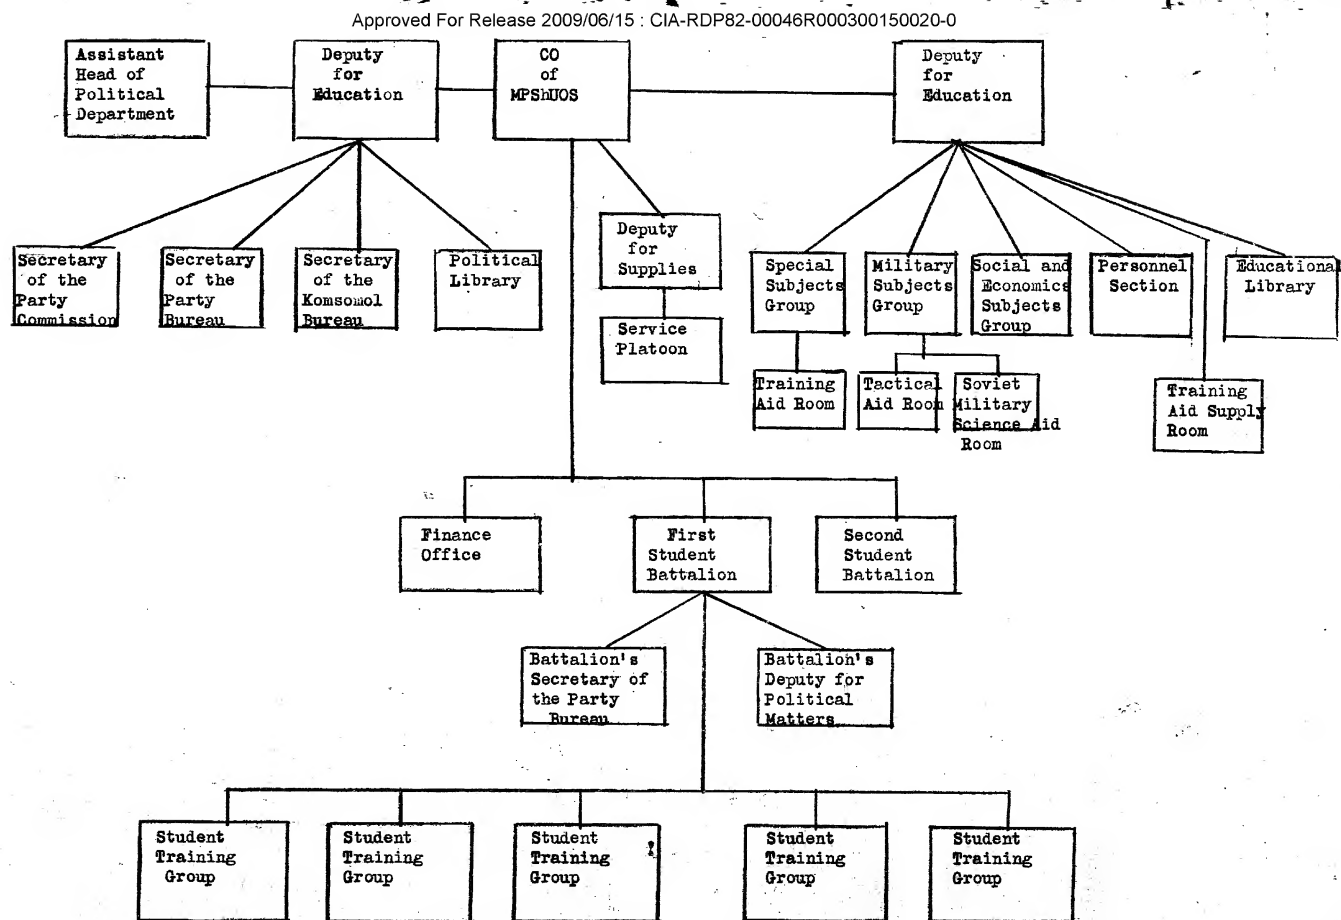 Approved For Release 2009/06/15 : CIA-RDP82-00046R000300150020-0
Assistant
Head of
Political
Department
Deputy
for
Education
CO
of
MPShUOS
Deputy
for
Education
Secretary
of the
Party
Commission
Secretary
of the
Party
Bureau
Secretary
of the
Komsomol
Bureau
Political
Library
Deputy
for
Supplies
Service
Platoon
Special
Subjects
Group
Military
Subjects
Group
Social and
Economics
Subjects
Group
Personnel
Section
Educational
Library
Training
Aid Room
Tactical
Aid Room
Soviet
Military
Science Aid
Room
Training
Aid Supply
Room
Finance
Office
First
Student
Battalion
Second
Student
Battalion
Battalion's
Secretary of
the Party
Bureau
Battalion's
Deputy for
Political
Matters
Student
Training
Group
Student
Training
Group
Student
Training
Group
Student
Training
Group
Student
Training
Group